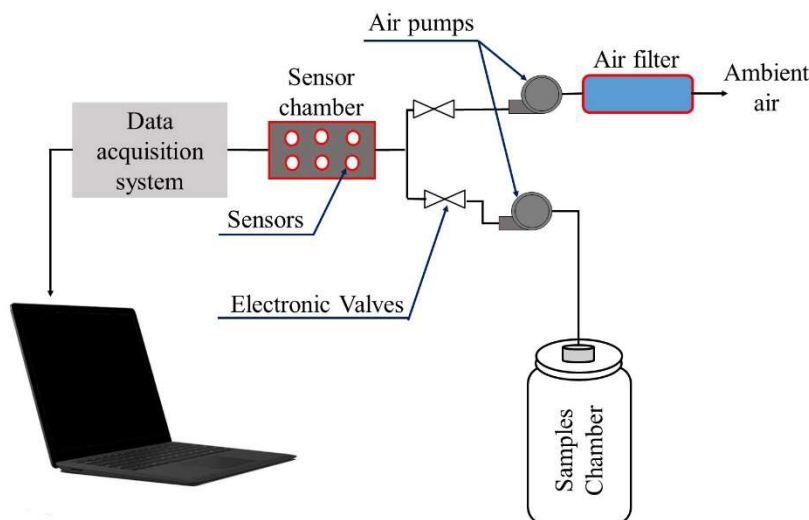 Air pumps
Air filter
Ambient
air
Sensor
chamber
Data
acquisition
system
Sensors
Electronic Valves
Samples
Chamber